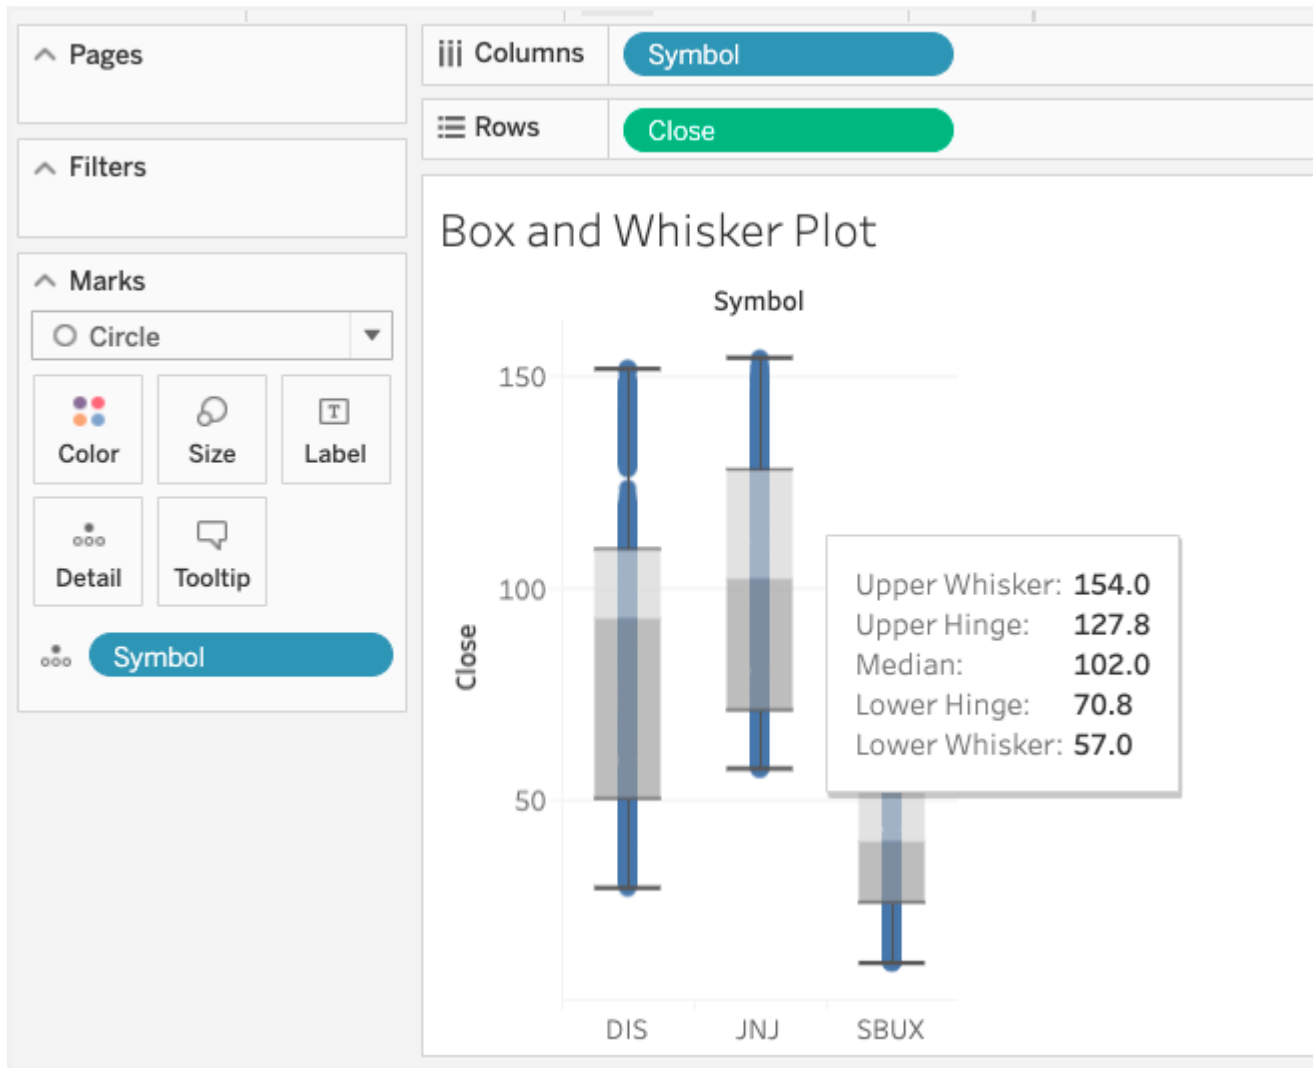 Pages
Filters
Marks
Circle
Color
Size
T
Label
Detail
Tooltip
Symbol
Columns
Symbol
Rows
Close
Box and Whisker Plot
Symbol
150
100
50
Close
Upper Whisker: 154.0
Upper Hinge: 127.8
Median: 102.0
Lower Hinge: 70.8
Lower Whisker: 57.0
DIS JNJ SBUX